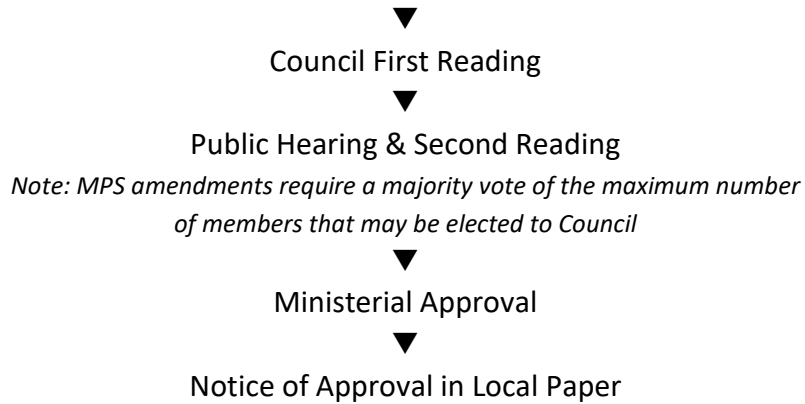 Council First Reading
Public Hearing & Second Reading
Note: MPS amendments require a majority vote of the maximum number
of members that may be elected to Council
Ministerial Approval
Notice of Approval in Local Paper